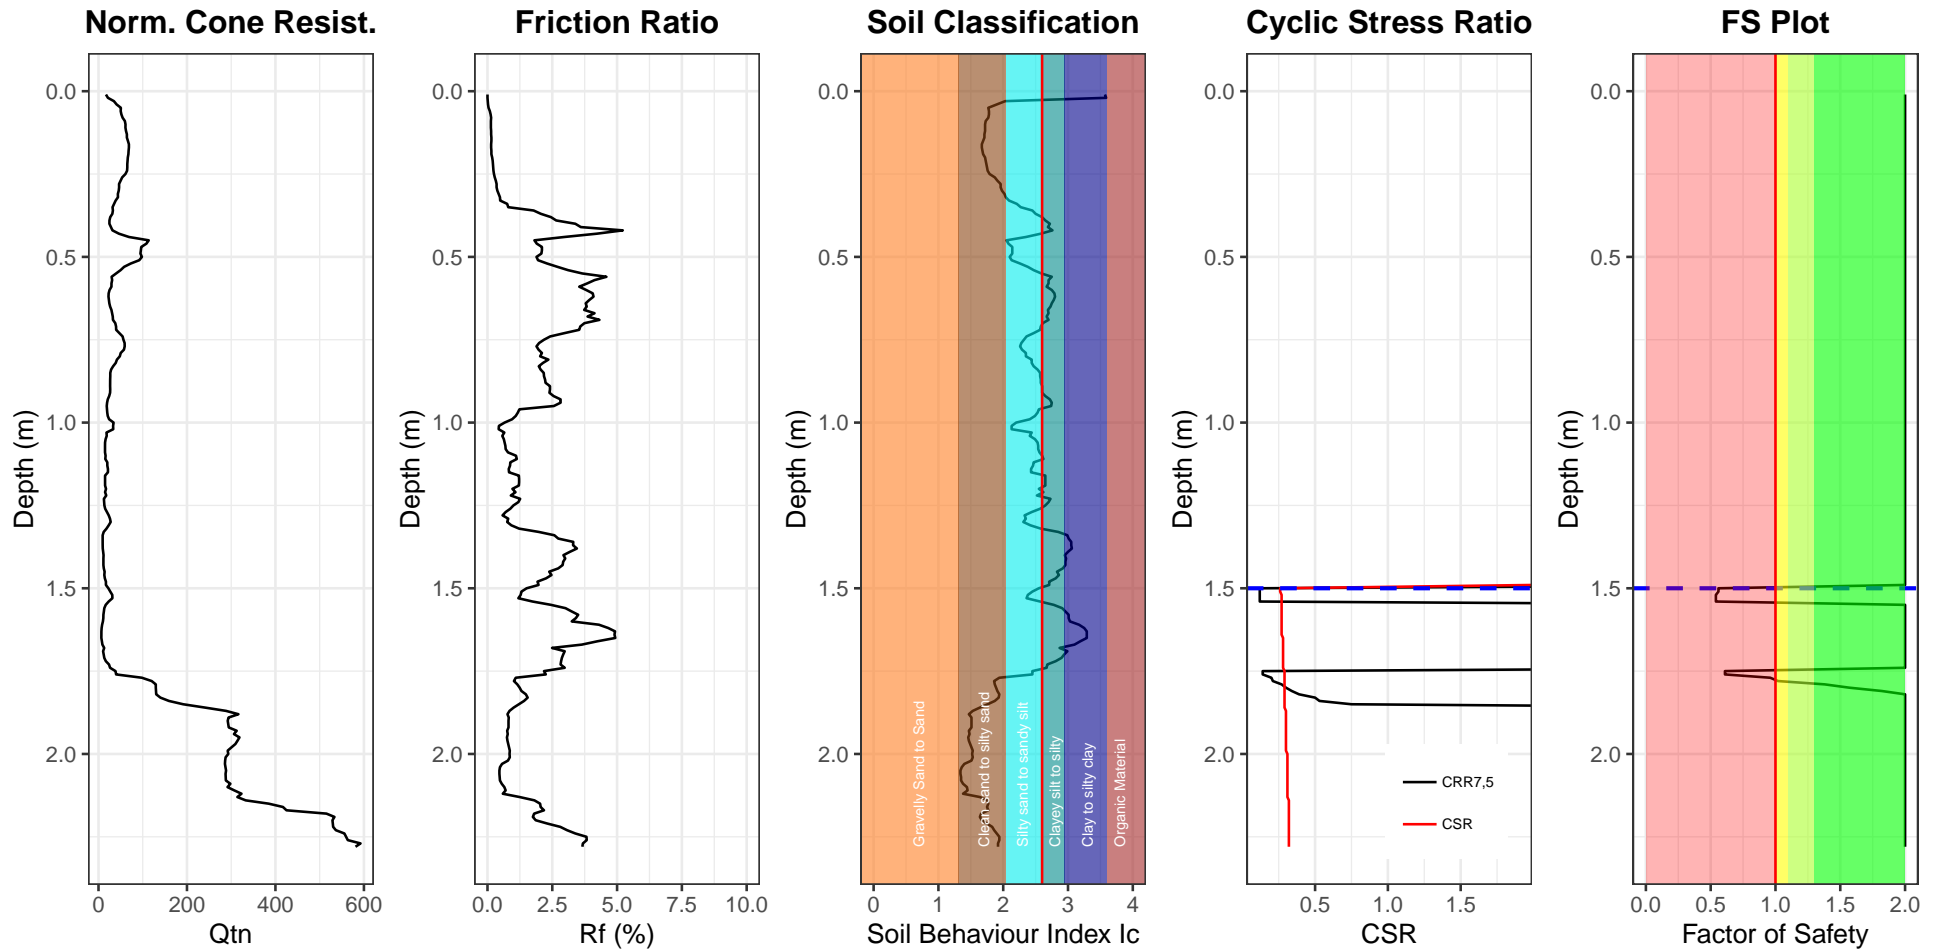 Norm. Cone Resist.
0.0
0.5
1.0
1.5
2.0
Depth (m)
0
200
400
600
Qtn
Friction Ratio
0.0
0.5
1.0
1.5
2.0
Depth (m)
0.0
2.5
5.0
7.5
10.0
Rf (%)
Soil Classification
0.0
0.5
1.0
1.5
2.0
Depth (m)
Gravelly Sand to Sand
Clean sand to silty sand
Silty sand to sandy silt
Clayey silt to silty
Clay to silty clay
Organic Material
0
1
2
3
4
Soil Behaviour Index Ic
Cyclic Stress Ratio
0.0
0.5
1.0
1.5
2.0
Depth (m)
CRR7,5
CSR
0.5
1.0
1.5
CSR
FS Plot
0.0
0.5
1.0
1.5
2.0
Depth (m)
0.0
0.5
1.0
1.5
2.0
Factor of Safety